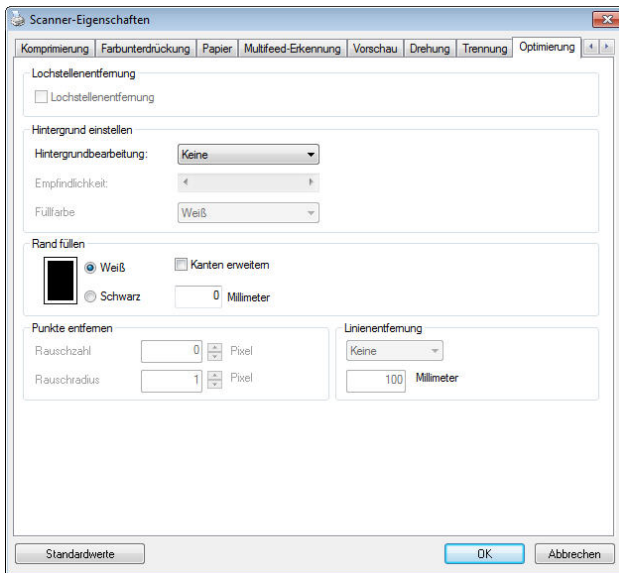 Scanner-Eigenschaften
Komprimierung Farbunterdrückung Papier Multifeed-Erkennung Vorschau Drehung Trennung Optimierung
Lochstellenentfernung
Lochstellenentfernung
Hintergrund einstellen
Hintergrundbearbeitung: Keine
Empfindlichkeit:
Füllfarbe Weiß
Rand füllen
Weiß Kanten erweitern
Schwarz 0 Millimeter
Punkte entfernen Linienentfernung
Rauschzahl 0 Pixel Keine
Rauschradius 1 Pixel 100 Millimeter
Standardwerte OK Abbrechen